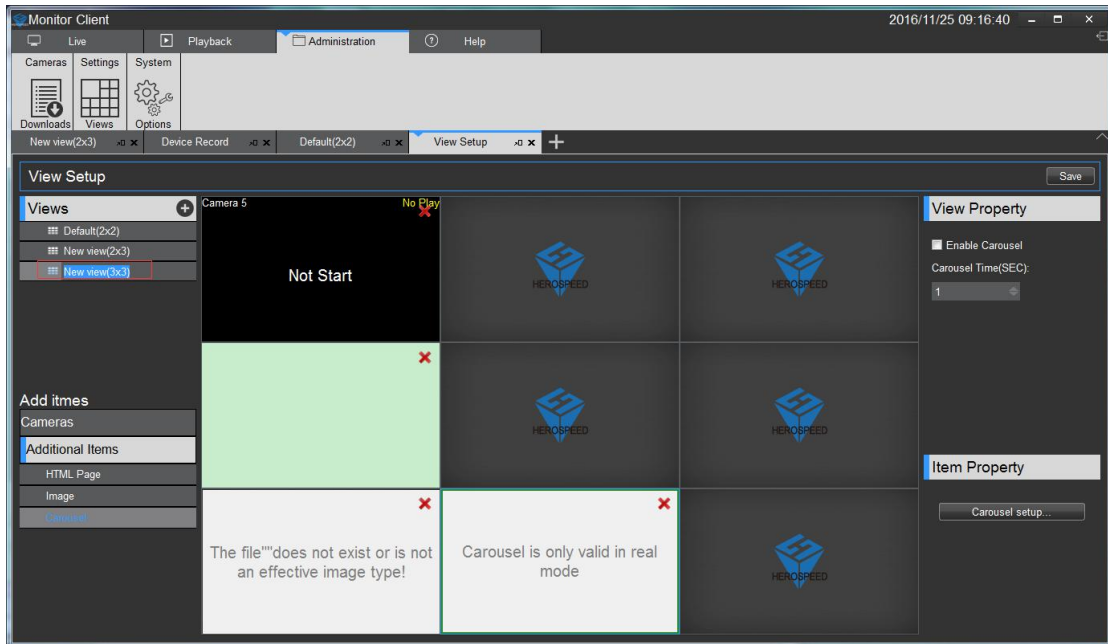 Monitor Client
2016/11/25 09:16:40
Live
Playback
Administration
Help
Cameras
Settings
System
Downloads
Views
Options
New view(2x3)
Device Record
Default(2x2)
View Setup
View Setup
Save
Views
Default(2x2)
New view(2x3)
New view(3x3)
Camera 5
No Play
Not Start
HEROSPEED
HEROSPEED
View Property
Enable Carousel
Carousel Time(SEC):
1
HEROSPEED
HEROSPEED
Add itmes
Cameras
Additional Items
HTML Page
Image
Carousel
The file""does not exist or is not
an effective image type!
Carousel is only valid in real
mode
HEROSPEED
Item Property
Carousel setup...